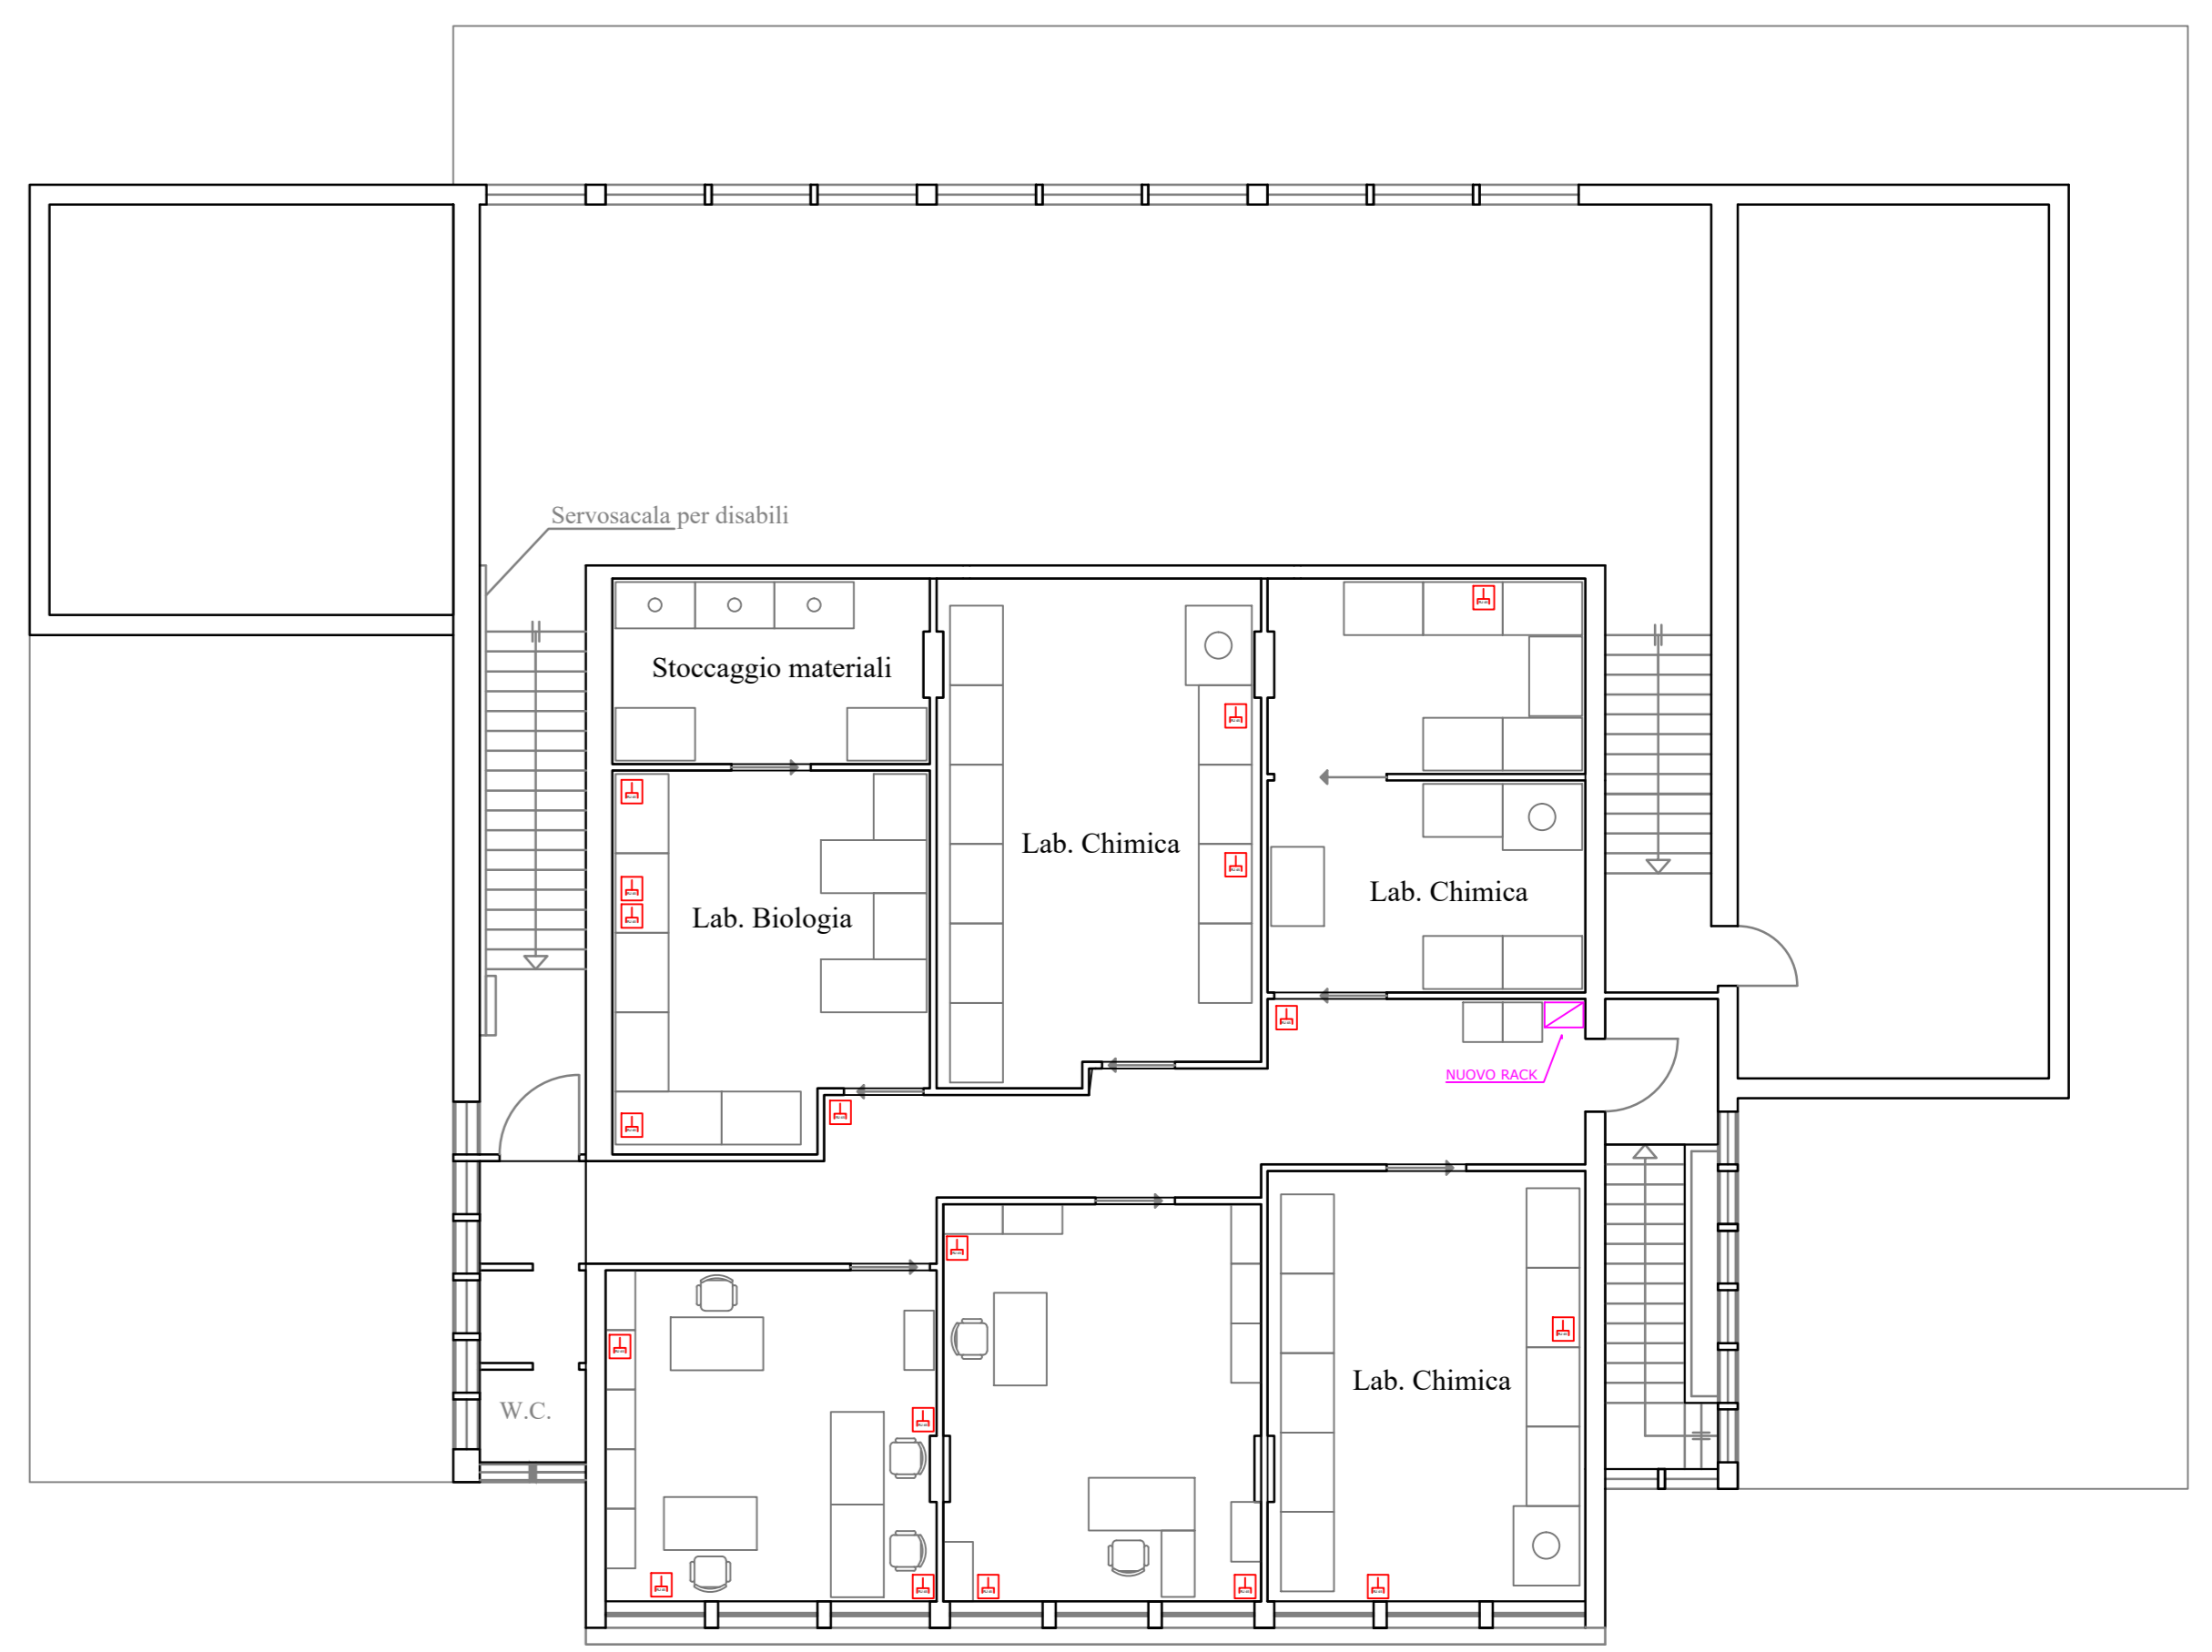 Servosacala per disabili
Stoccaggio materiali
Lab. Chimica
Lab. Chimica
Lab. Biologia
NUOVO RACK
Lab. Chimica
W.C.